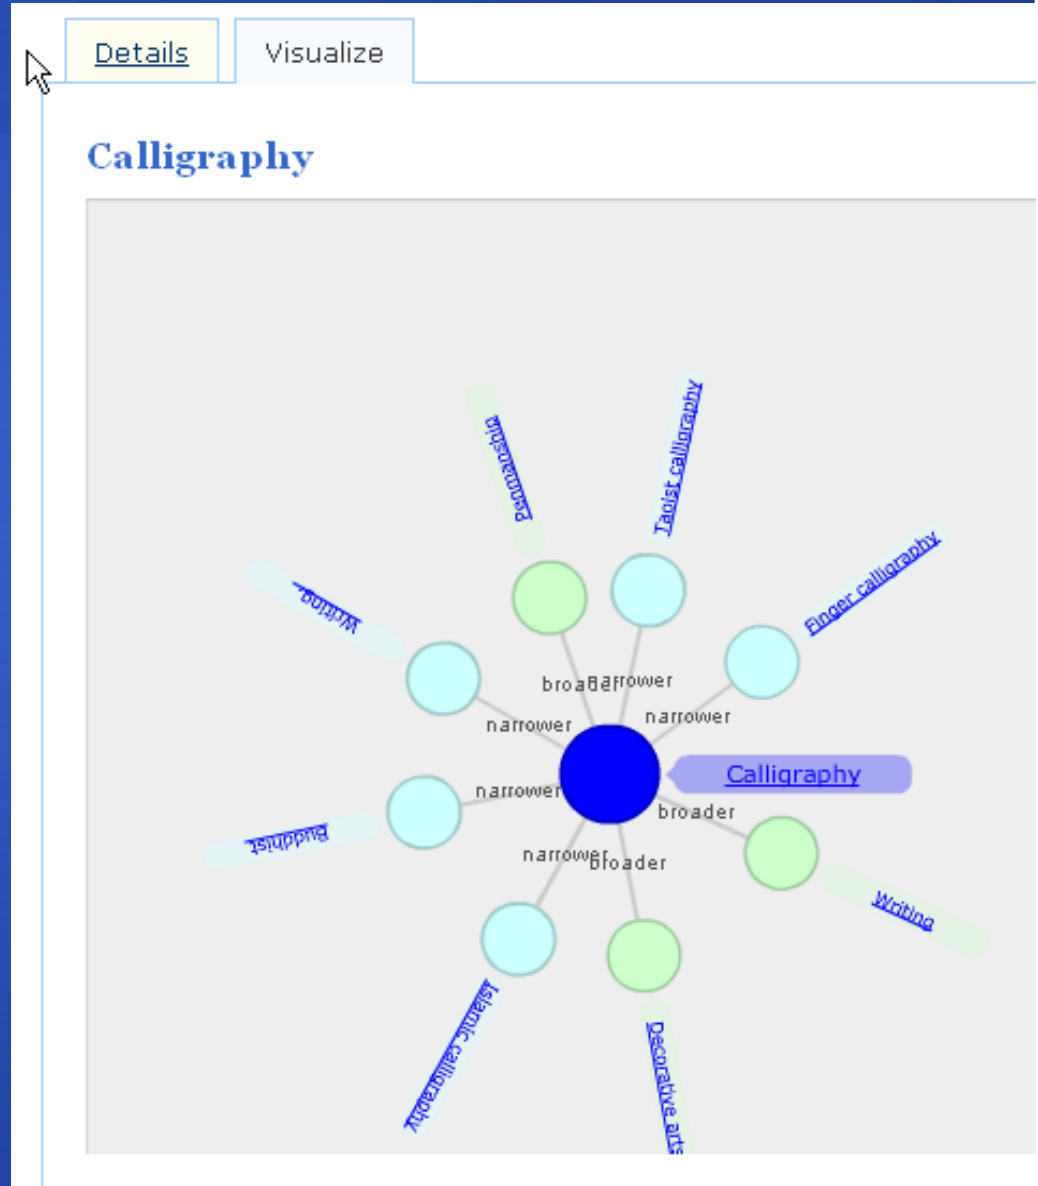 Details
Visualize
Calligraphy
Penmanship
Taoist calligraphy
Finger calligraphy
Writing,
broader
narrower
narrower
narrower
Calligraphy
narrower
broader
Buddhist
narrower
broader
Writing
Islamic calligraphy
Decorative arts